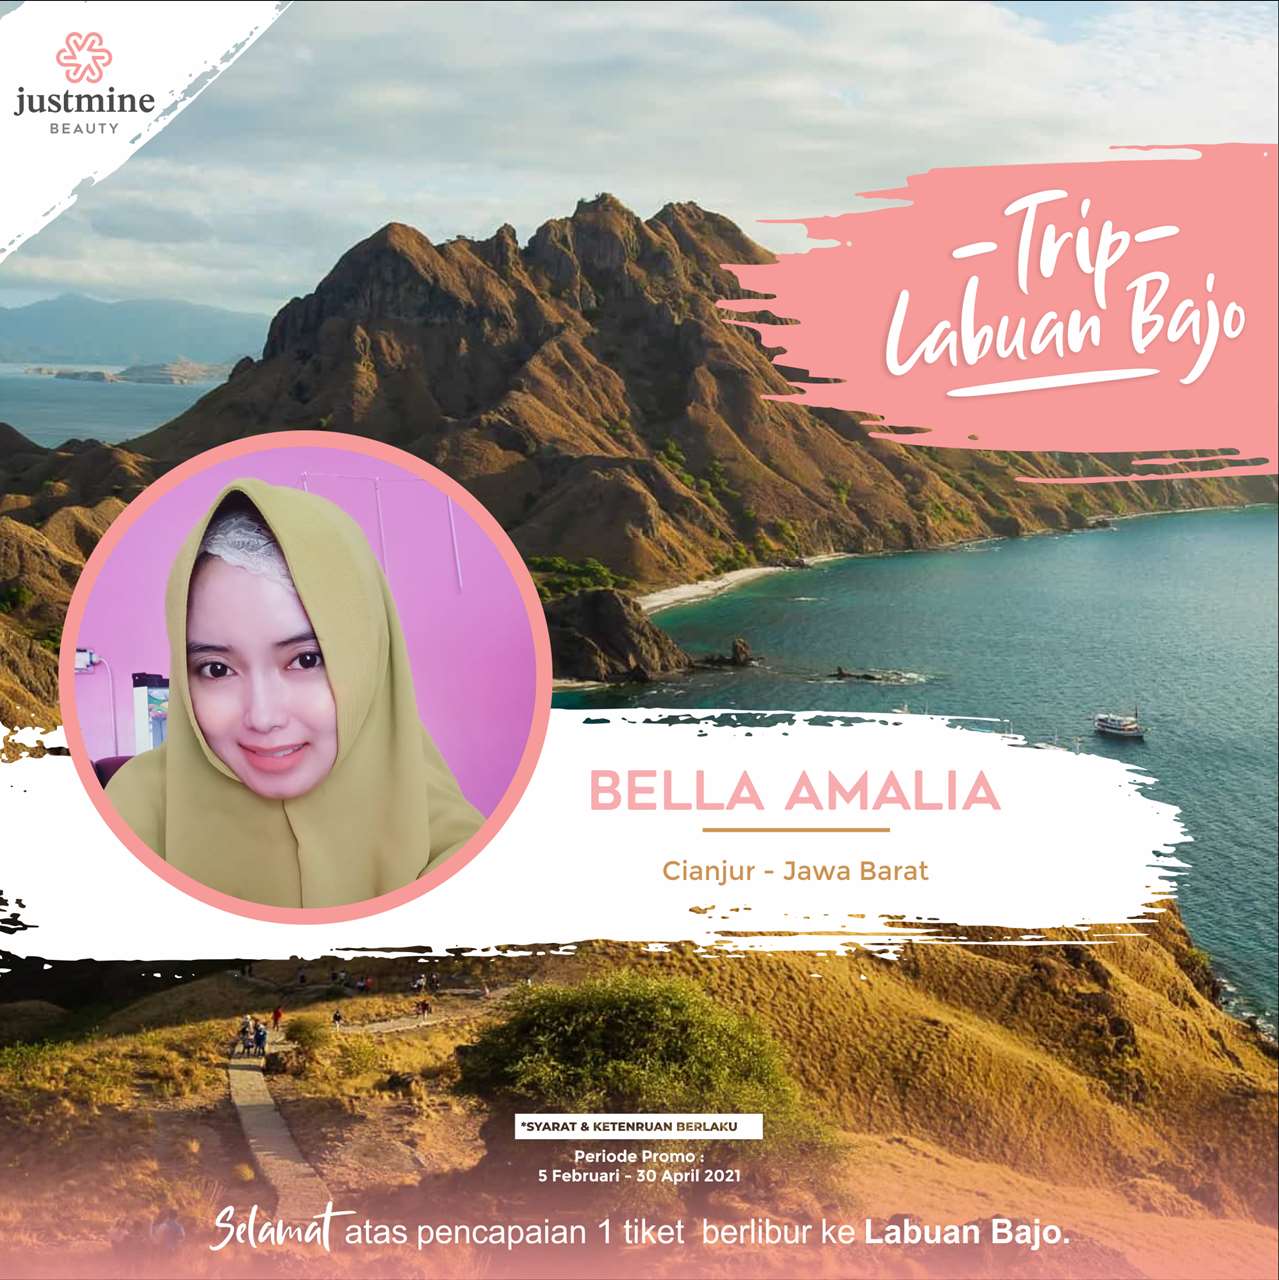 justmine
BEAUTY
-Trip-
Labuan Bajo
BELLA AMALIA
Cianjur - Jawa Barat
*SYARAT & KETENRUAN BERLAKU
Periode Promo :
5 Februari - 30 April 2021
Selamat atas pencapaian 1 tiket berlibur ke Labuan Bajo.